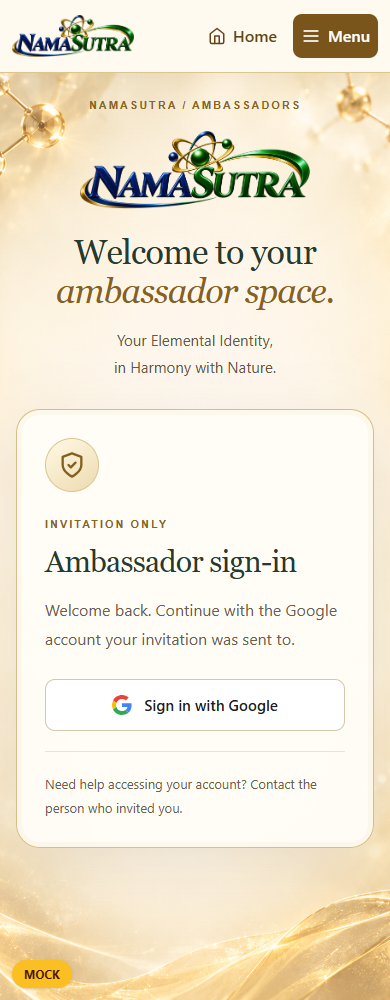 NAMASUTRA
Home
Menu
NAMASUTRA / AMBASSADORS
NAMASUTRA
Welcome to your
ambassador space.
Your Elemental Identity,
in Harmony with Nature.
INVITATION ONLY
Ambassador sign-in
Welcome back. Continue with the Google
account your invitation was sent to.
Sign in with Google
Need help accessing your account? Contact the
person who invited you.
MOCK